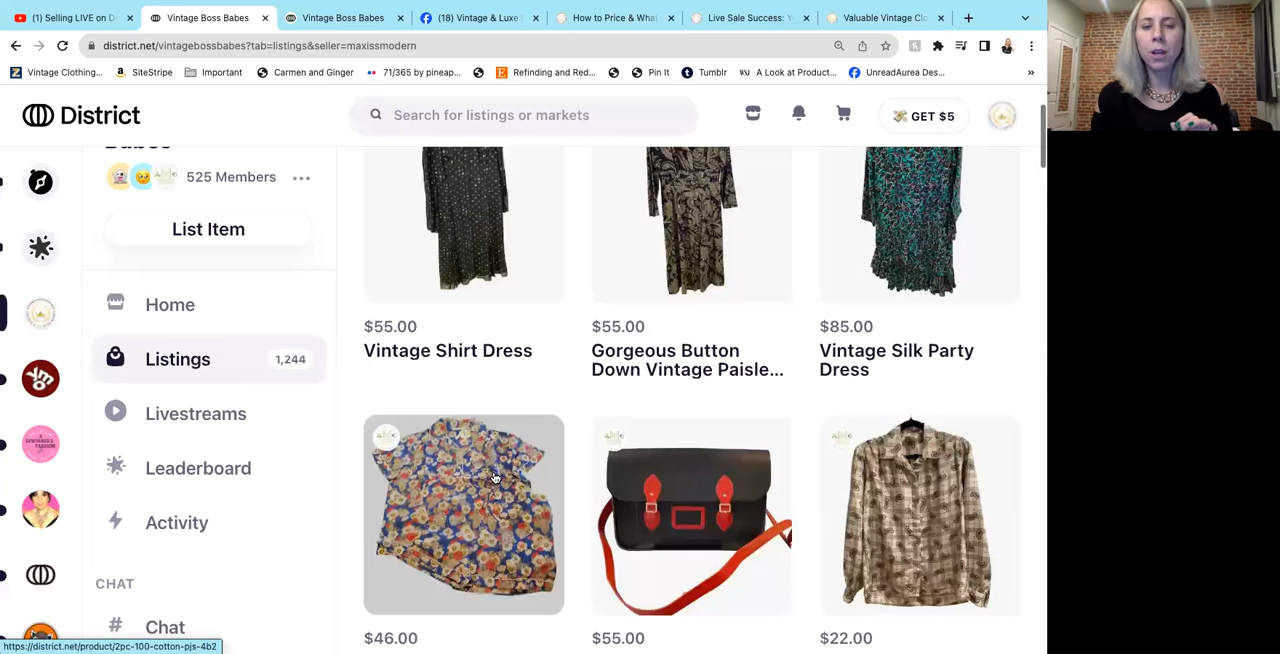 (1) Selling LIVE on Di
Vintage Boss Babes
Vintage Boss Babes
(18) Vintage & Luxe
How to Price & What
Live Sale Success: Y
Valuable Vintage Clo
district.net/vintagebossbabes?tab=listings&seller=maxissmodern
Vintage Clothing...
SiteStripe
Important
Carmen and Ginger
71/365 by pineap...
Refinding and Red...
Pin It
Tumblr
WSJ
A Look at Product...
UnreadAurea Des...
District
Search for listings or markets
GET $5
525 Members
List Item
Home
Listings
1,244
Livestreams
Leaderboard
Activity
CHAT
# Chat
$55.00
Vintage Shirt Dress
$55.00
Gorgeous Button
Down Vintage Paisle...
$85.00
Vintage Silk Party
Dress
$46.00
$55.00
$22.00
https://district.net/product/2pc-100-cotton-pjs-4b2